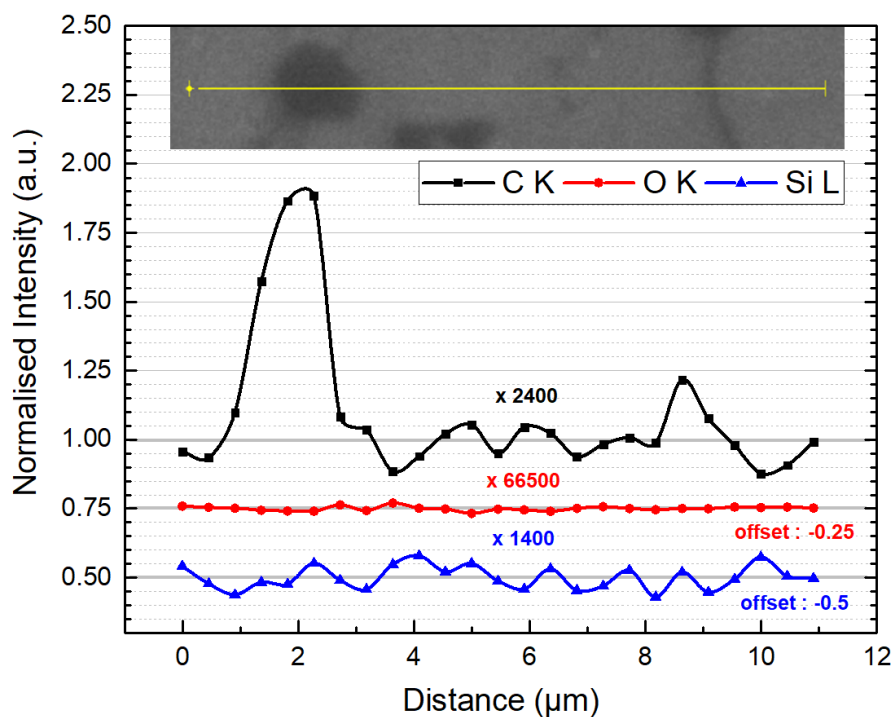 2.50
2.25
2.00
1.75
1.50
1.25
1.00
0.75
0.50
Normalised Intensity (a.u.)
C K O K Si L
x 2400
x 66500
offset : -0.25
x 1400
offset : -0.5
0 2 4 6 8 10 12
Distance (µm)